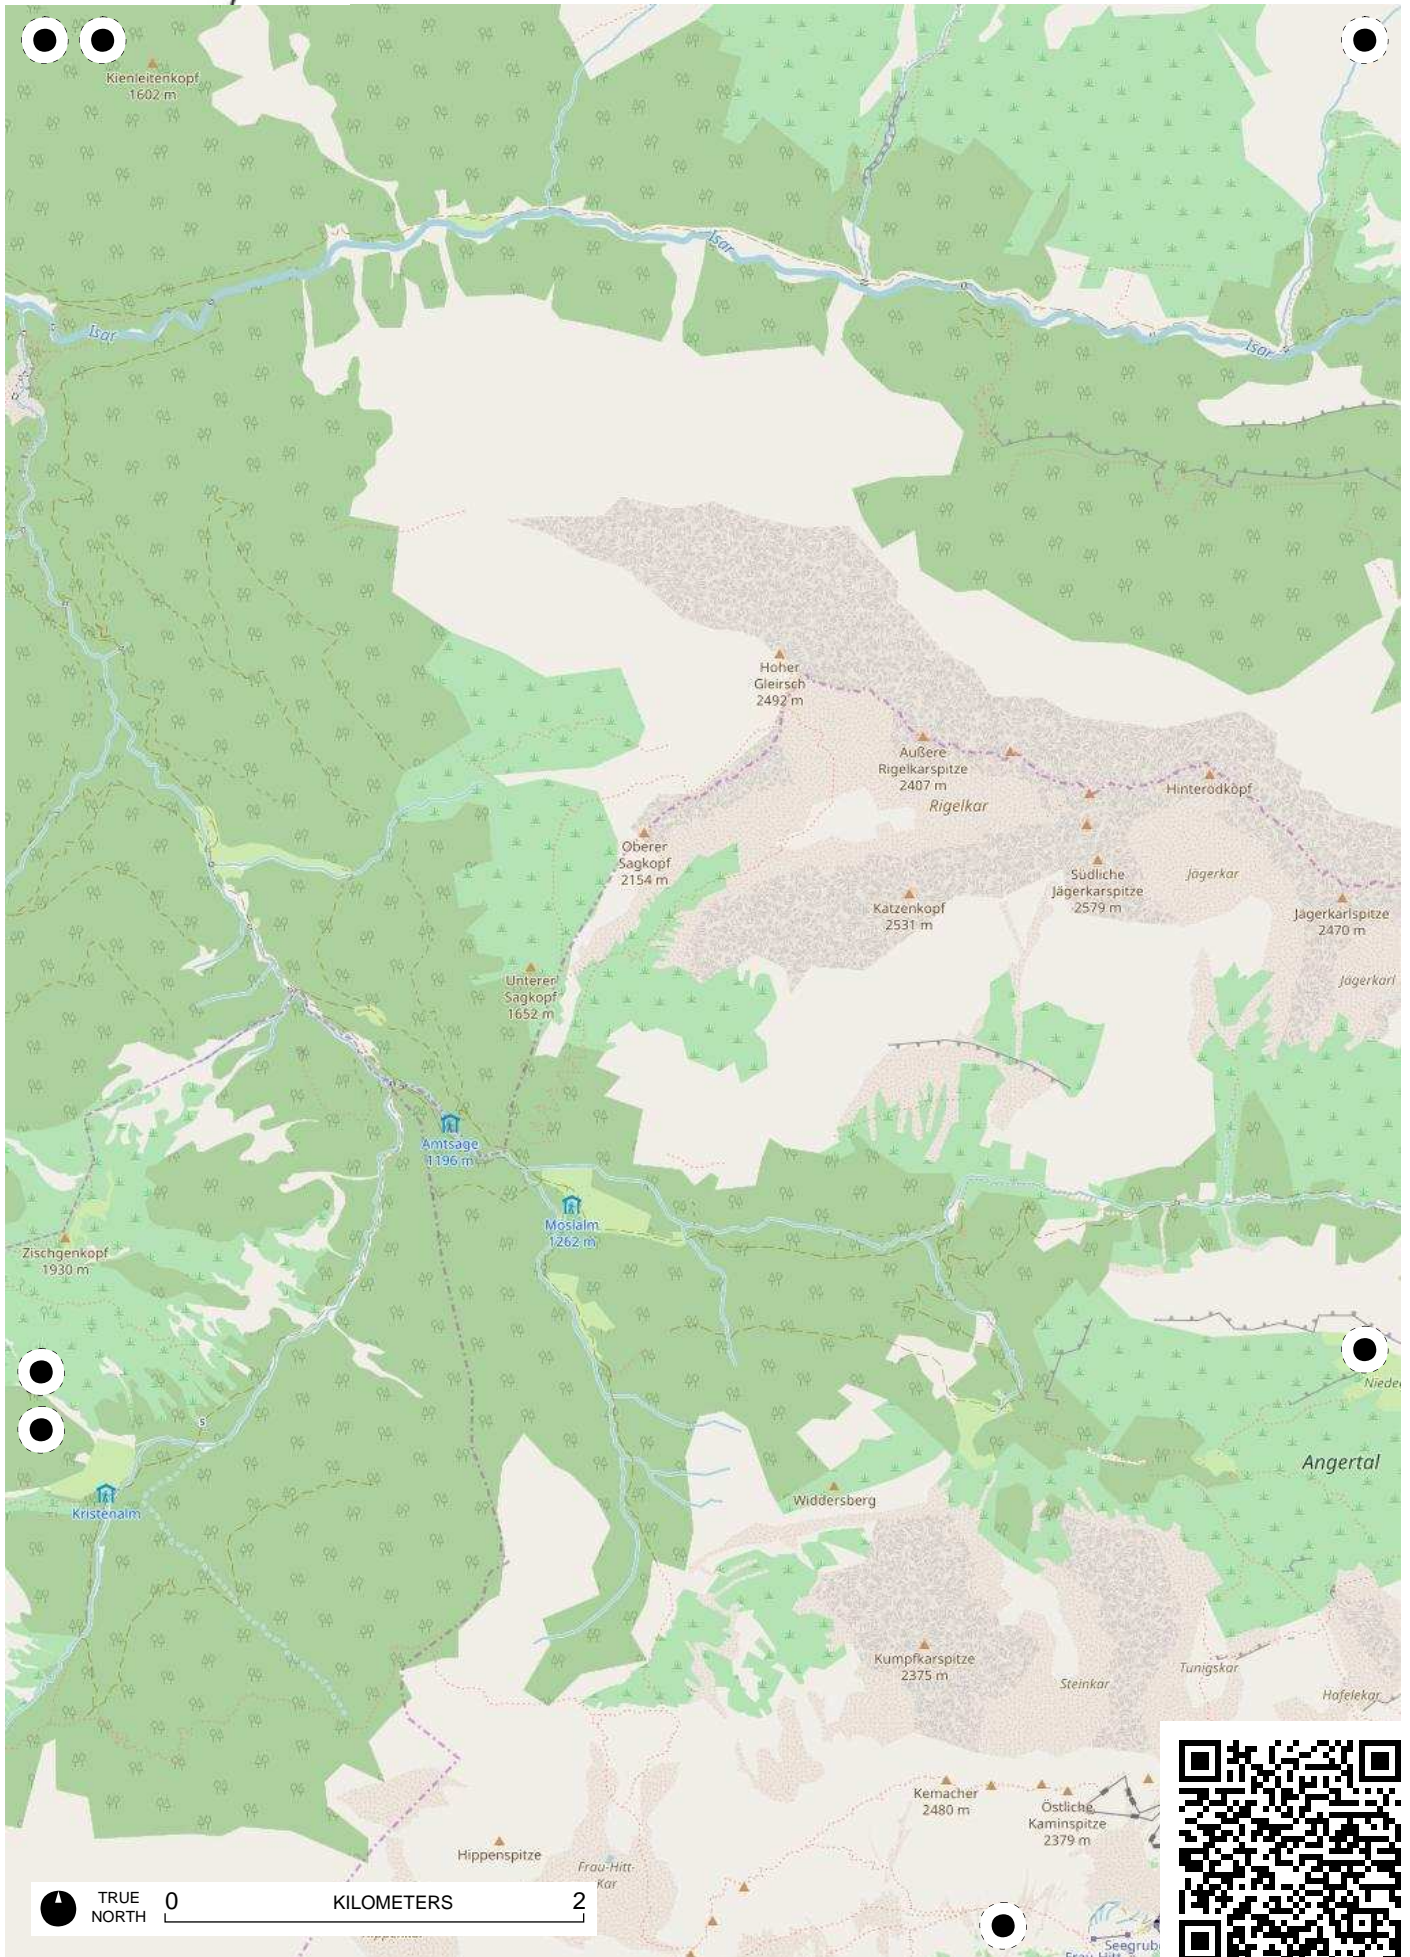 Kienleitenkopf
1602 m
Isar
Isar
Isar
Hoher
Gleirsch
2492 m
Äußere
Rigelkarspitze
2407 m
Rigelkar
Hinterödkopf
Oberer
Sagkopf
2154 m
Südliche
Jägerkarspitze
2579 m
Jägerkar
Katzenkopf
2531 m
Jägerkarlspitze
2470 m
Jägerkarl
Unterer
Sagkopf
1652 m
Amtssäge
1196 m
Möslalm
1262 m
Zischgenkopf
1930 m
Angertal
Kristenalm
Widdersberg
Kumpfkarspitze
2375 m
Steinkar
Tunigskar
Hafelekar
Kemacher
2480 m
Östliche
Kaminspitze
2379 m
Hippenspitze
Frau-Hitt-
Kar
TRUE
NORTH
0 KILOMETERS 2